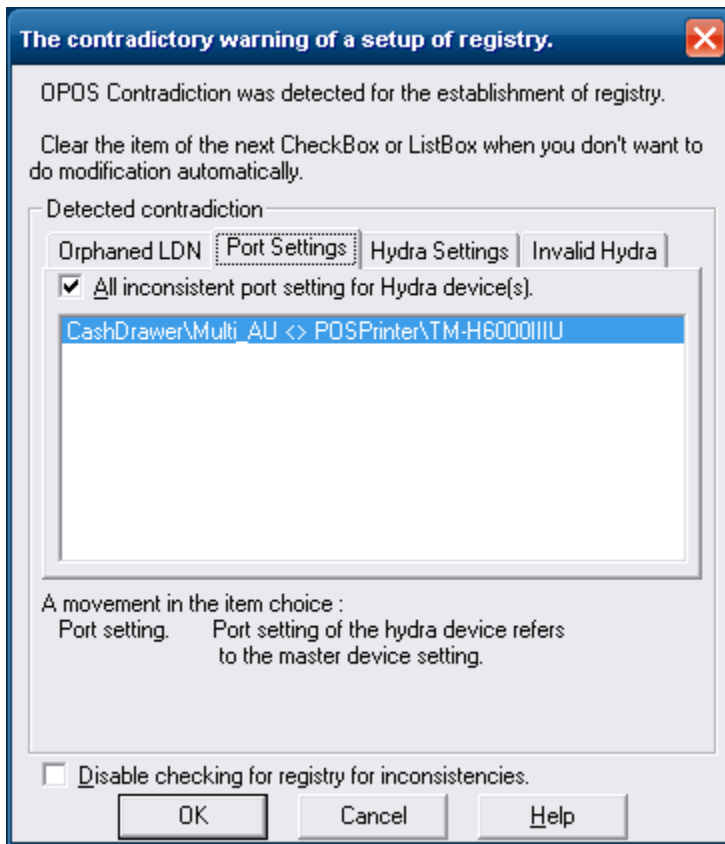 The contradictory warning of a setup of registry.
OPOS Contradiction was detected for the establishment of registry.
Clear the item of the next CheckBox or ListBox when you don't want to
do modification automatically.
Detected contradiction
Orphaned LDN Port Settings Hydra Settings Invalid Hydra
All inconsistent port setting for Hydra device(s).
CashDrawer\Multi_AU <> POSPrinter\TM-H6000IIIU
A movement in the item choice :
Port setting. Port setting of the hydra device refers
to the master device setting.
Disable checking for registry for inconsistencies.
OK Cancel Help